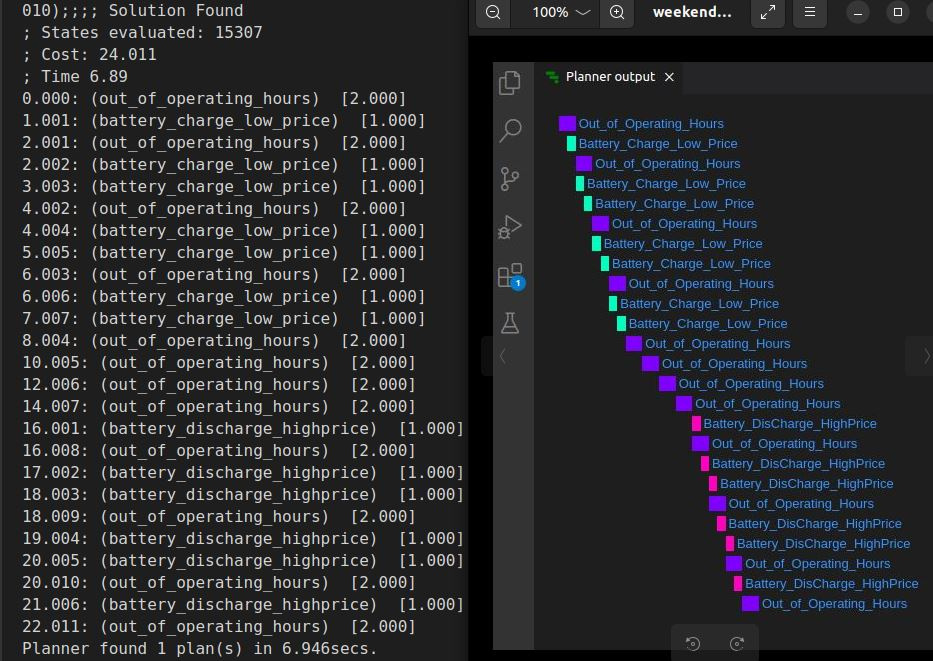 010);;;; Solution Found
; States evaluated: 15307
; Cost: 24.011
; Time 6.89
0.000: (out_of_operating_hours)  [2.000]
1.001: (battery_charge_low_price)  [1.000]
2.001: (out_of_operating_hours)  [2.000]
2.002: (battery_charge_low_price)  [1.000]
3.003: (battery_charge_low_price)  [1.000]
4.002: (out_of_operating_hours)  [2.000]
4.004: (battery_charge_low_price)  [1.000]
5.005: (battery_charge_low_price)  [1.000]
6.003: (out_of_operating_hours)  [2.000]
6.006: (battery_charge_low_price)  [1.000]
7.007: (battery_charge_low_price)  [1.000]
8.004: (out_of_operating_hours)  [2.000]
10.005: (out_of_operating_hours)  [2.000]
12.006: (out_of_operating_hours)  [2.000]
14.007: (out_of_operating_hours)  [2.000]
16.001: (battery_discharge_highprice)  [1.000]
16.008: (out_of_operating_hours)  [2.000]
17.002: (battery_discharge_highprice)  [1.000]
18.003: (battery_discharge_highprice)  [1.000]
18.009: (out_of_operating_hours)  [2.000]
19.004: (battery_discharge_highprice)  [1.000]
20.005: (battery_discharge_highprice)  [1.000]
20.010: (out_of_operating_hours)  [2.000]
21.006: (battery_discharge_highprice)  [1.000]
22.011: (out_of_operating_hours)  [2.000]
Planner found 1 plan(s) in 6.946secs.
100% weekend...
Planner output
Out_of_Operating_Hours
Battery_Charge_Low_Price
Out_of_Operating_Hours
Battery_Charge_Low_Price
Battery_Charge_Low_Price
Out_of_Operating_Hours
Battery_Charge_Low_Price
Battery_Charge_Low_Price
Out_of_Operating_Hours
Battery_Charge_Low_Price
Battery_Charge_Low_Price
Out_of_Operating_Hours
Out_of_Operating_Hours
Out_of_Operating_Hours
Out_of_Operating_Hours
Battery_DisCharge_HighPrice
Out_of_Operating_Hours
Battery_DisCharge_HighPrice
Battery_DisCharge_HighPrice
Out_of_Operating_Hours
Battery_DisCharge_HighPrice
Battery_DisCharge_HighPrice
Out_of_Operating_Hours
Battery_DisCharge_HighPrice
Out_of_Operating_Hours
1